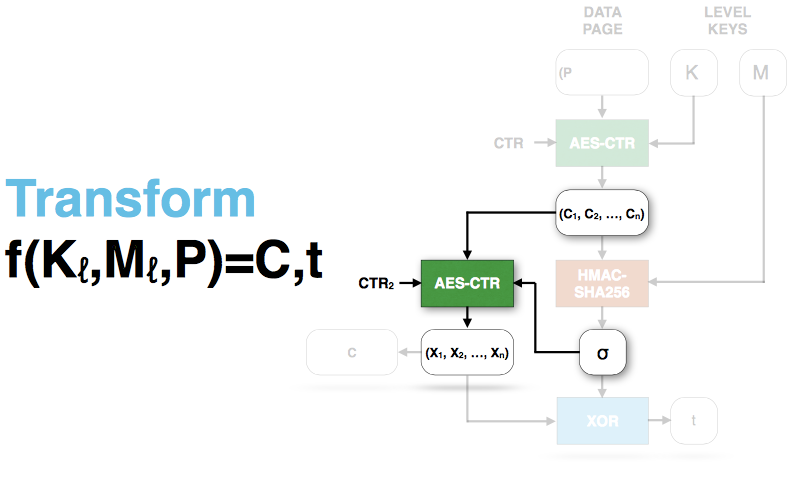 DATA
PAGE
LEVEL
KEYS
(P
K
M
CTR
AES-CTR
Transform
(C₁, C₂, ..., Cₙ)
f(Kℓ,Mℓ,P)=C,t
CTR₂
AES-CTR
HMAC-
SHA256
C
(X₁, X₂, ..., Xₙ)
σ
XOR
t